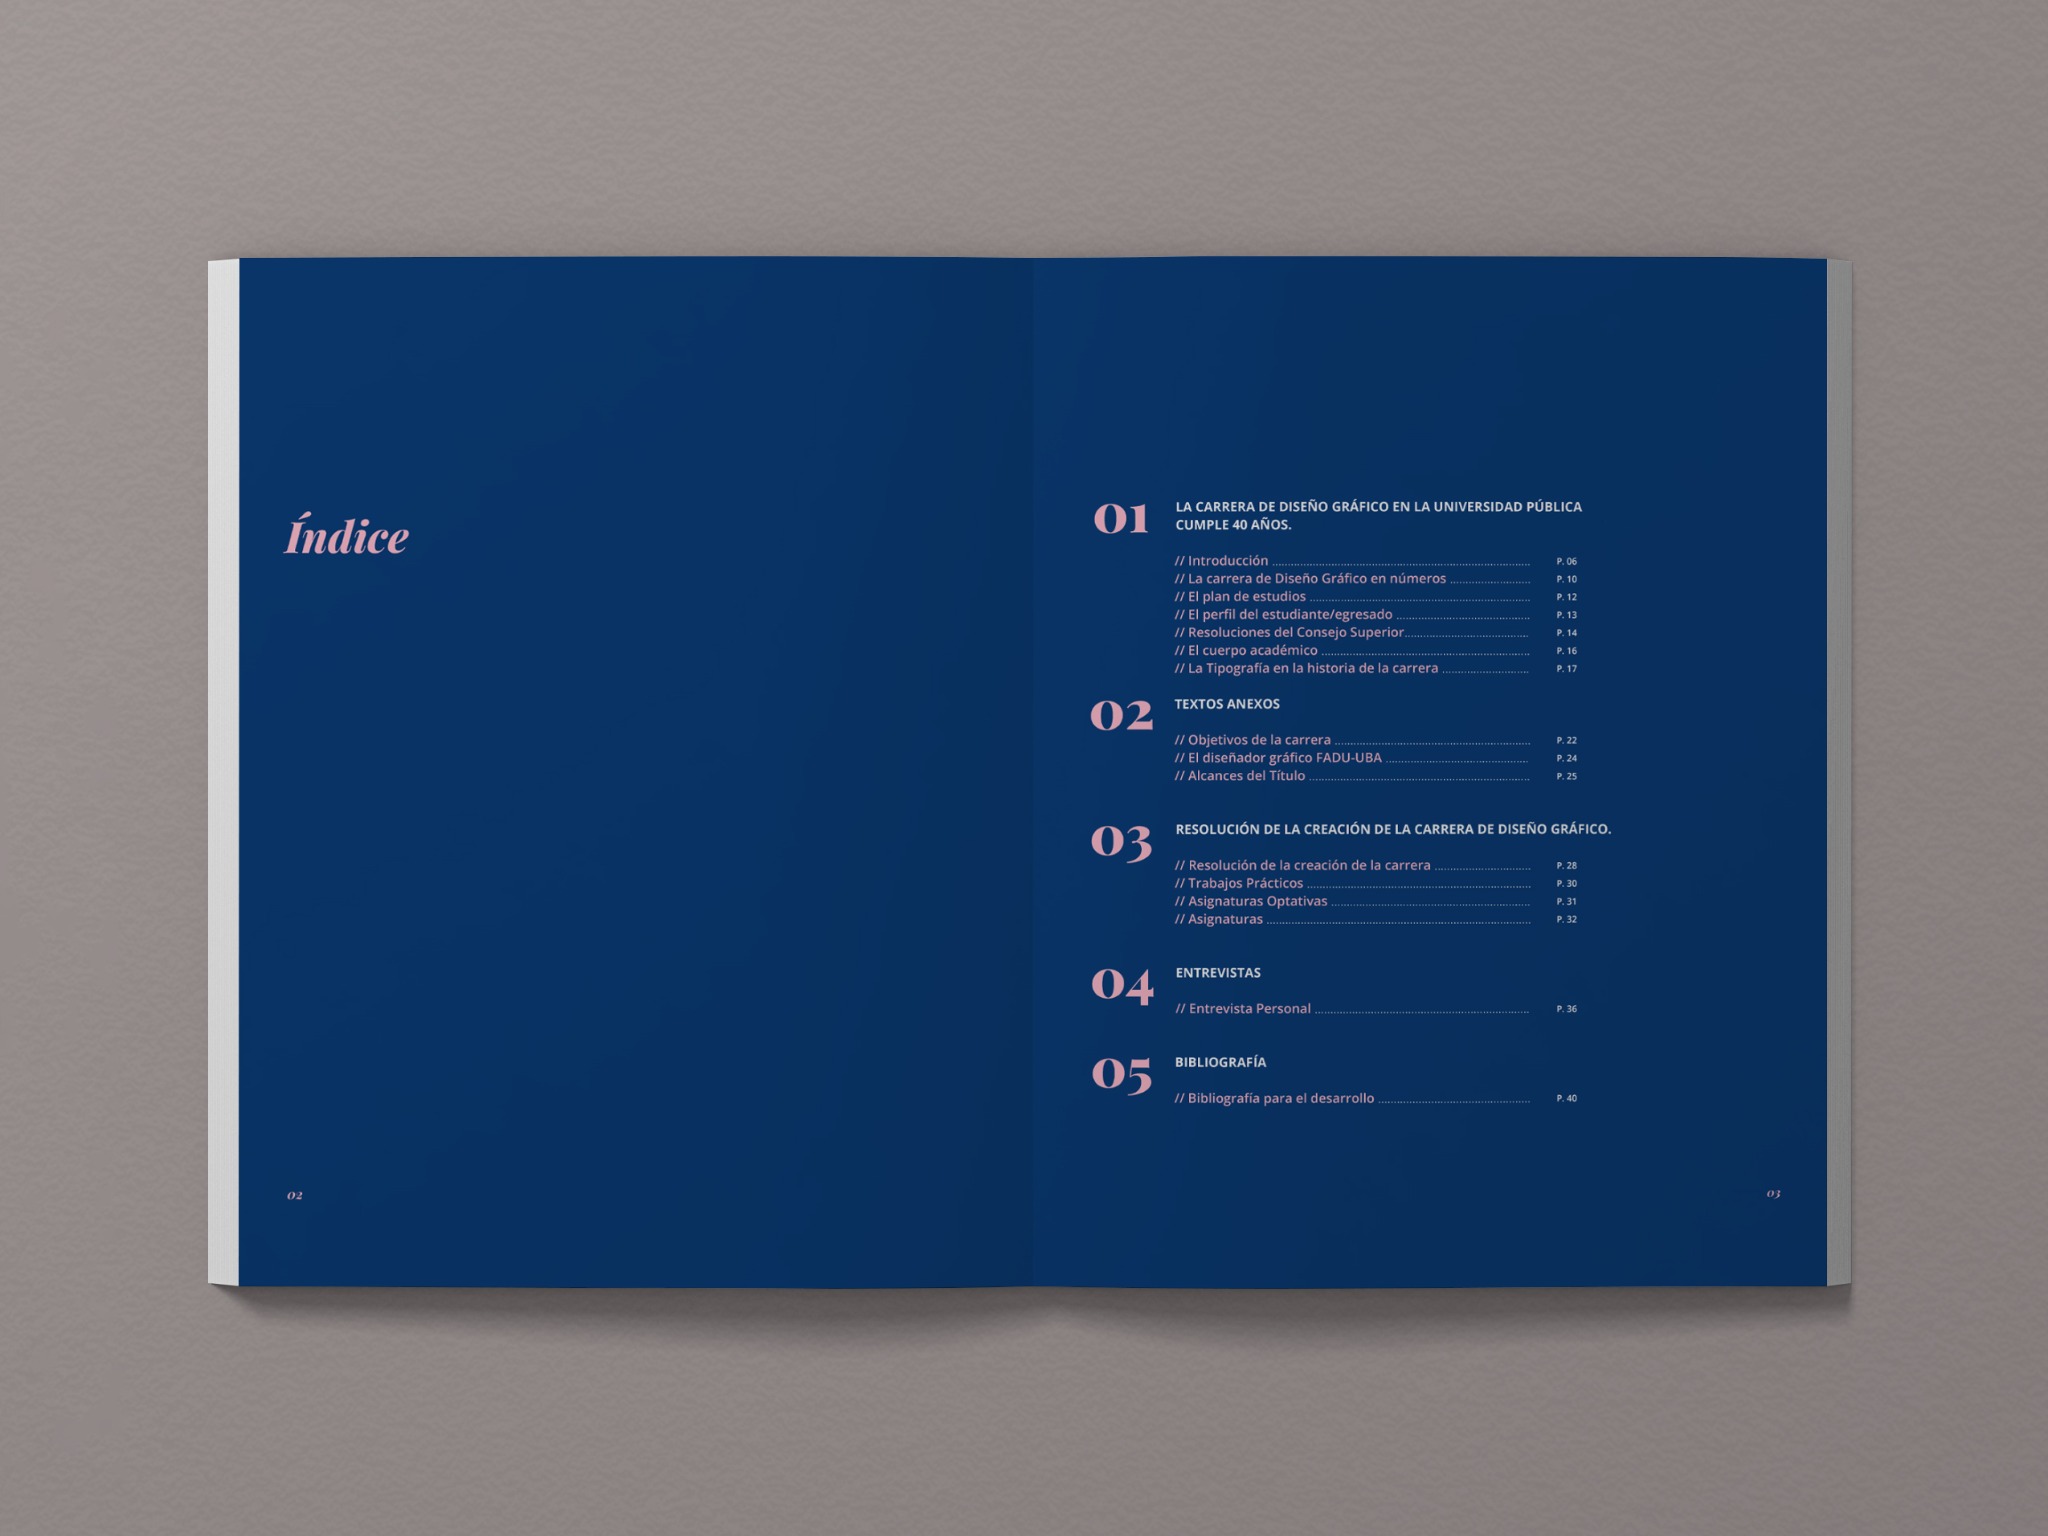 Índice
02
01
LA CARRERA DE DISEÑO GRÁFICO EN LA UNIVERSIDAD PÚBLICA
CUMPLE 40 AÑOS.
// Introducción ........ P. 06
// La carrera de Diseño Gráfico en números ........ P. 10
// El plan de estudios ........ P. 12
// El perfil del estudiante/egresado ........ P. 13
// Resoluciones del Consejo Superior........ P. 14
// El cuerpo académico ........ P. 16
// La Tipografía en la historia de la carrera ........ P. 17
02
TEXTOS ANEXOS
// Objetivos de la carrera ........ P. 22
// El diseñador gráfico FADU-UBA ........ P. 24
// Alcances del Título ........ P. 25
03
RESOLUCIÓN DE LA CREACIÓN DE LA CARRERA DE DISEÑO GRÁFICO.
// Resolución de la creación de la carrera ........ P. 28
// Trabajos Prácticos ........ P. 30
// Asignaturas Optativas ........ P. 31
// Asignaturas ........ P. 32
04
ENTREVISTAS
// Entrevista Personal ........ P. 36
05
BIBLIOGRAFÍA
// Bibliografía para el desarrollo ........ P. 40
03